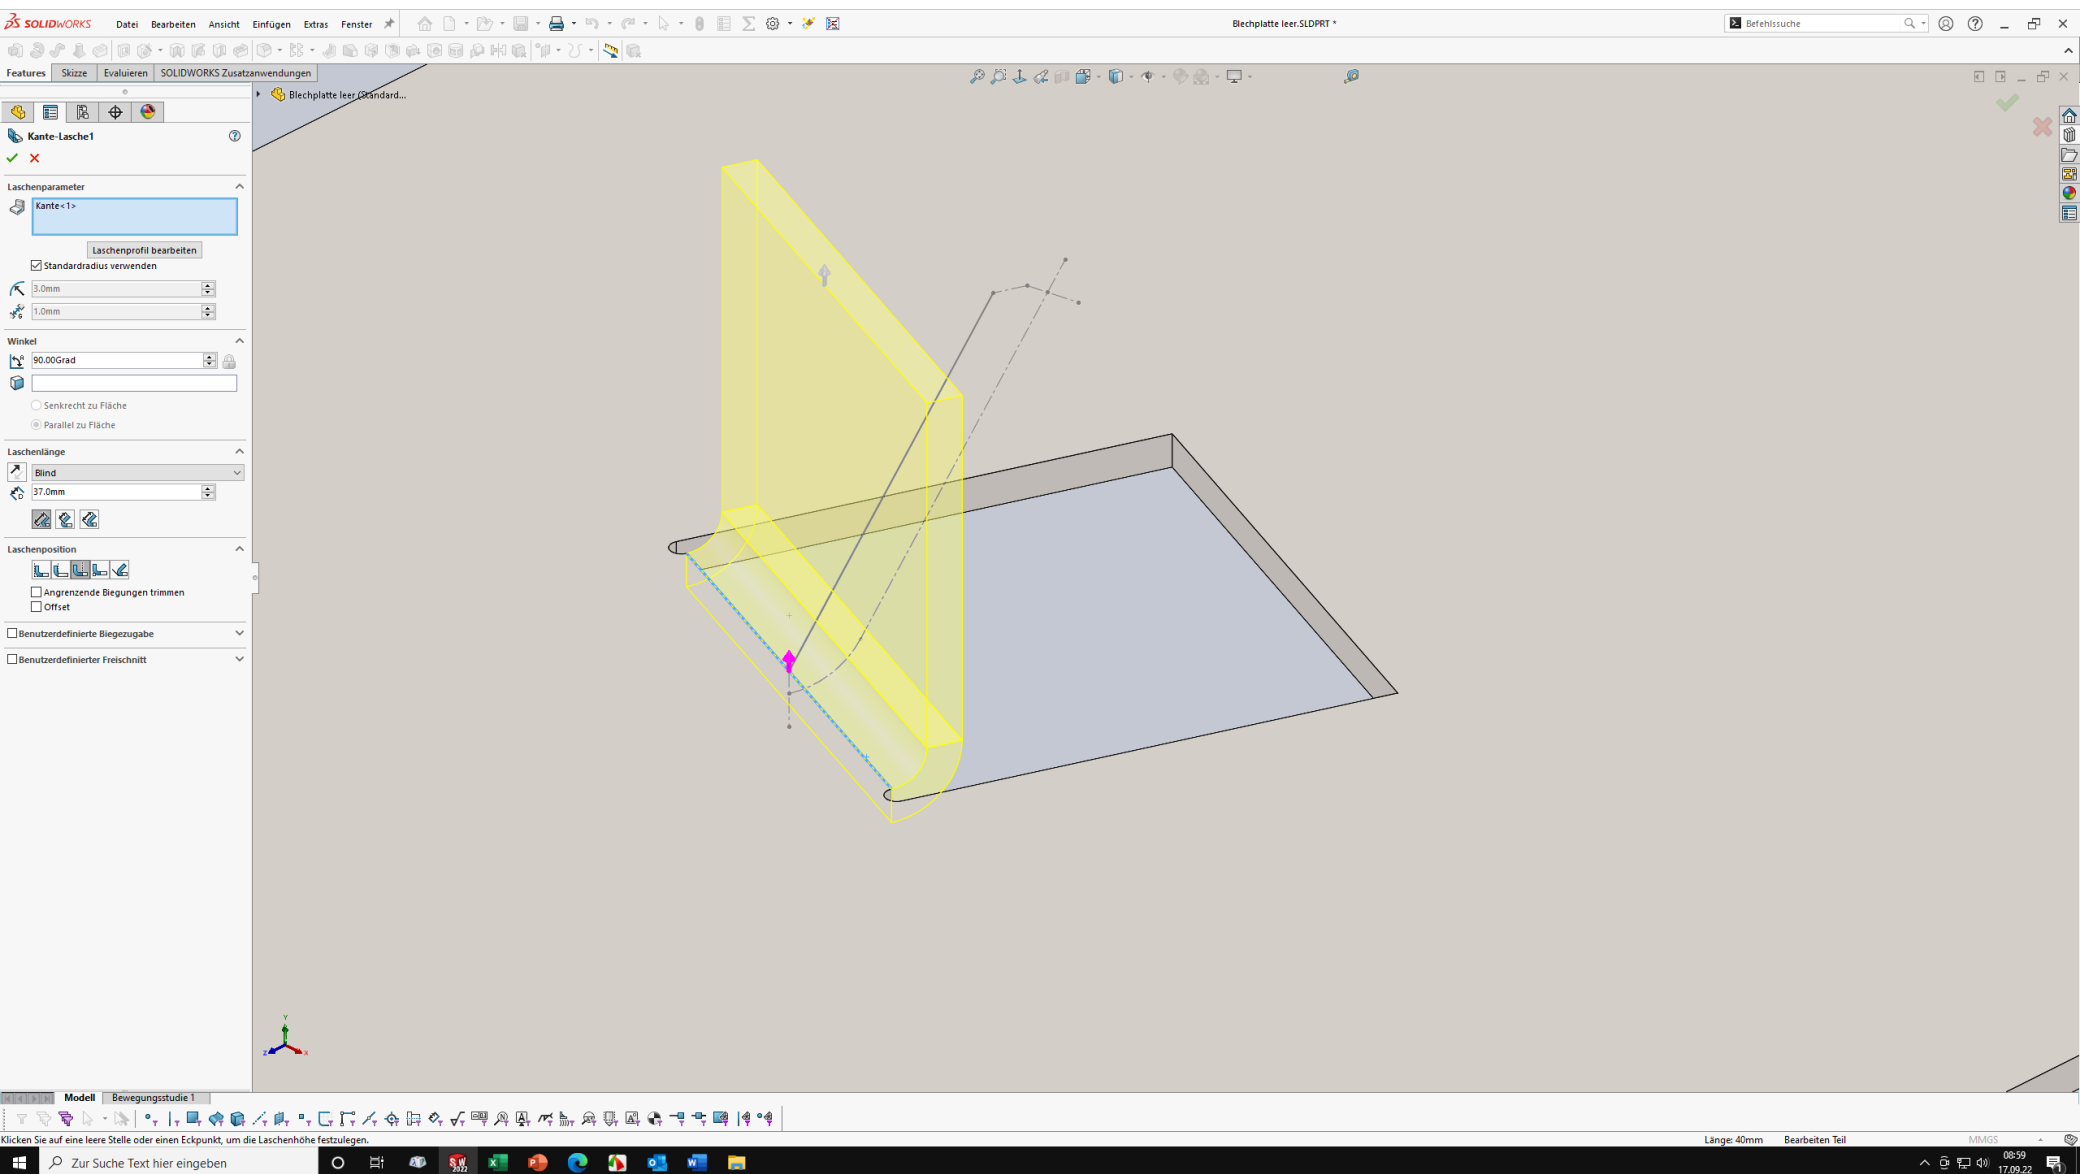 SOLIDWORKS
Datei Bearbeiten Ansicht Einfügen Extras Fenster
Blechplatte leer.SLDPRT *
Befehlssuche
Features Skizze Evaluieren SOLIDWORKS Zusatzanwendungen
Blechplatte leer (Standard...
Kante-Lasche1
Laschenparameter
Kante<1>
Laschenprofil bearbeiten
Standardradius verwenden
3.0mm
1.0mm
Winkel
90.00Grad
Senkrecht zu Fläche
Parallel zu Fläche
Laschenlänge
Blind
37.0mm
Laschenposition
Angrenzende Biegungen trimmen
Offset
Benutzerdefinierte Biegezugabe
Benutzerdefinierter Freischnitt
Y
Z X
Modell Bewegungsstudie 1
Klicken Sie auf eine leere Stelle oder einen Eckpunkt, um die Laschenhöhe festzulegen.
Länge: 40mm Bearbeiten Teil MMGS
Zur Suche Text hier eingeben
08:59
17.09.22